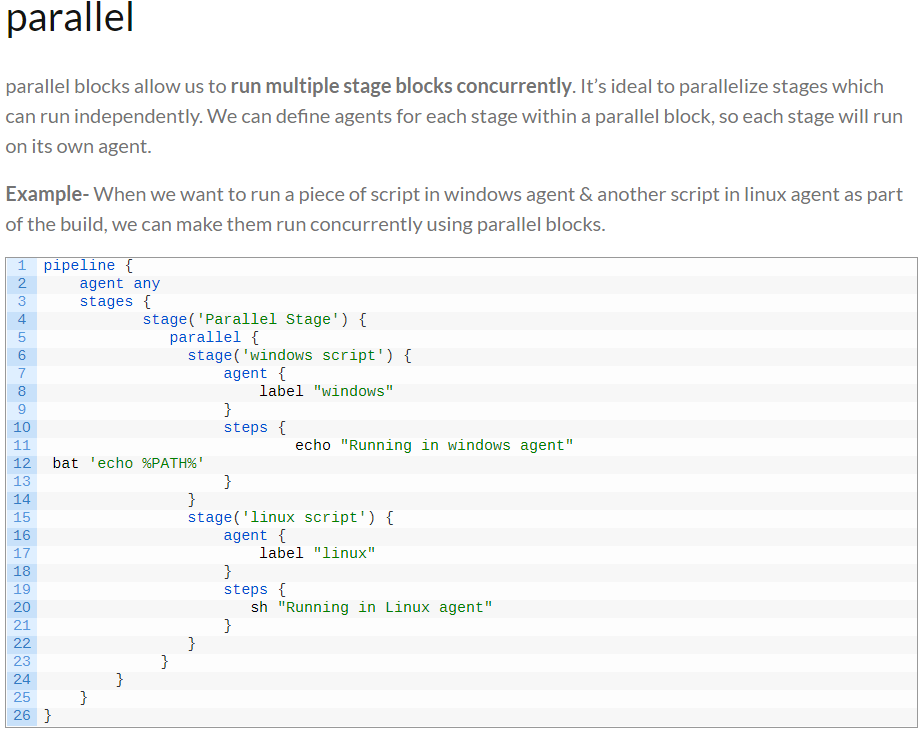 parallel
parallel blocks allow us to run multiple stage blocks concurrently. It’s ideal to parallelize stages which
can run independently. We can define agents for each stage within a parallel block, so each stage will run
on its own agent.
Example- When we want to run a piece of script in windows agent & another script in linux agent as part
of the build, we can make them run concurrently using parallel blocks.
1 pipeline {
2     agent any
3     stages {
4            stage('Parallel Stage') {
5               parallel {
6                 stage('windows script') {
7                     agent {
8                         label "windows"
9                     }
10                     steps {
11                             echo "Running in windows agent"
12  bat 'echo %PATH%'
13                     }
14                 }
15                 stage('linux script') {
16                     agent {
17                         label "linux"
18                     }
19                     steps {
20                        sh "Running in Linux agent"
21                     }
22                 }
23              }
24         }
25     }
26 }